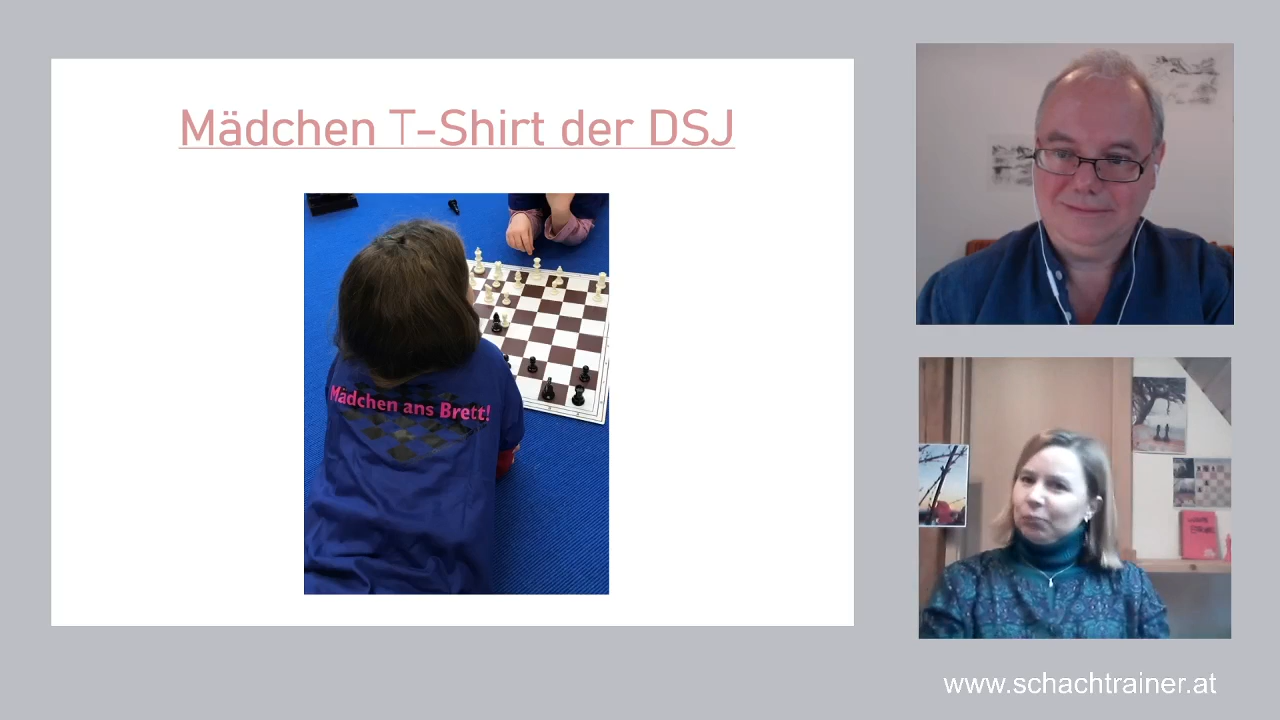 Mädchen T-Shirt der DSJ
Mädchen ans Brett!
www.schachtrainer.at